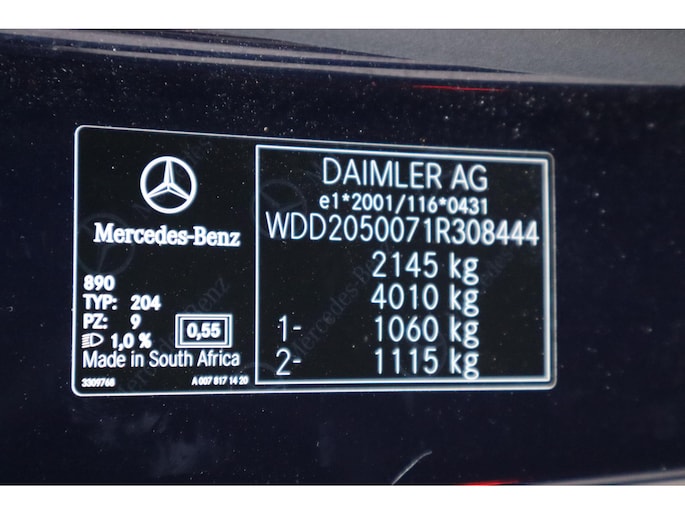 Mercedes-Benz
890
TYP: 204
PZ: 9
1,0 %
0,55
Made in South Africa
3309768
A 007 817 14 20
DAIMLER AG
e1*2001/116*0431
WDD2050071R308444
2145 kg
4010 kg
1- 1060 kg
2- 1115 kg